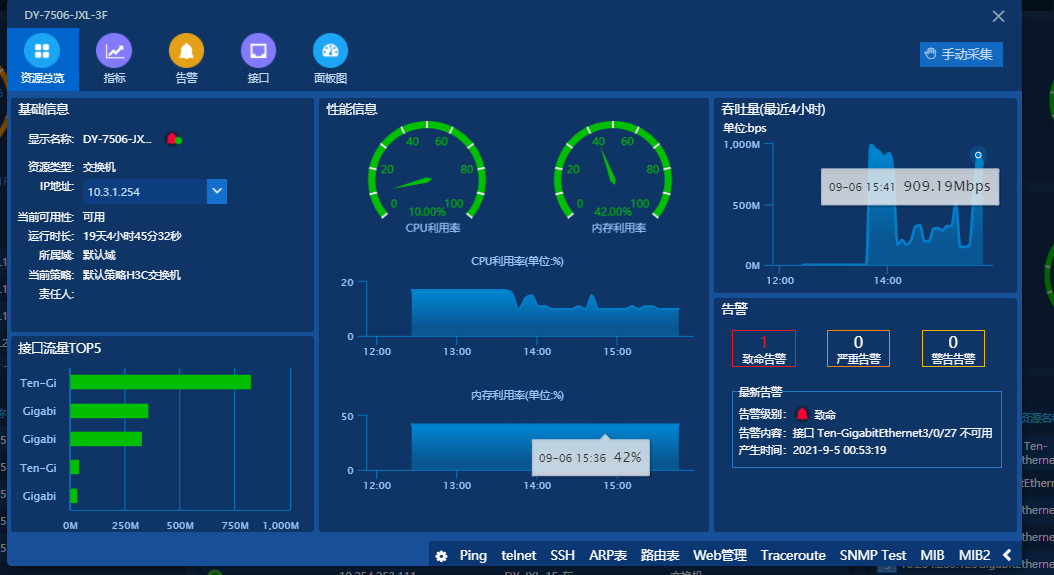 DY-7506-JXL-3F
资源总览 指标 告警 接口 面板图
手动采集
基础信息
显示名称: DY-7506-JX...
资源类型: 交换机
IP地址: 10.3.1.254
当前可用性: 可用
运行时长: 19天4小时45分32秒
所属域: 默认域
当前策略: 默认策略H3C交换机
责任人:
接口流量TOP5
Ten-Gi
Gigabi
Gigabi
Ten-Gi
Gigabi
0M 250M 500M 750M 1,000M
性能信息
0 20 40 60 80 100
10.00%
CPU利用率
0 20 40 60 80 100
42.00%
内存利用率
CPU利用率(单位:%)
20
0
12:00 13:00 14:00 15:00
内存利用率(单位:%)
50
0
09-06 15:36 42%
12:00 13:00 14:00 15:00
吞吐量(最近4小时)
单位:bps
1,000M
500M
0M
09-06 15:41 909.19Mbps
12:00 14:00
告警
1 0 0
致命告警 严重告警 警告告警
最新告警
告警级别: 致命
告警内容: 接口 Ten-GigabitEthernet3/0/27 不可用
产生时间: 2021-9-5 00:53:19
Ping telnet SSH ARP表 路由表 Web管理 Traceroute SNMP Test MIB MIB2